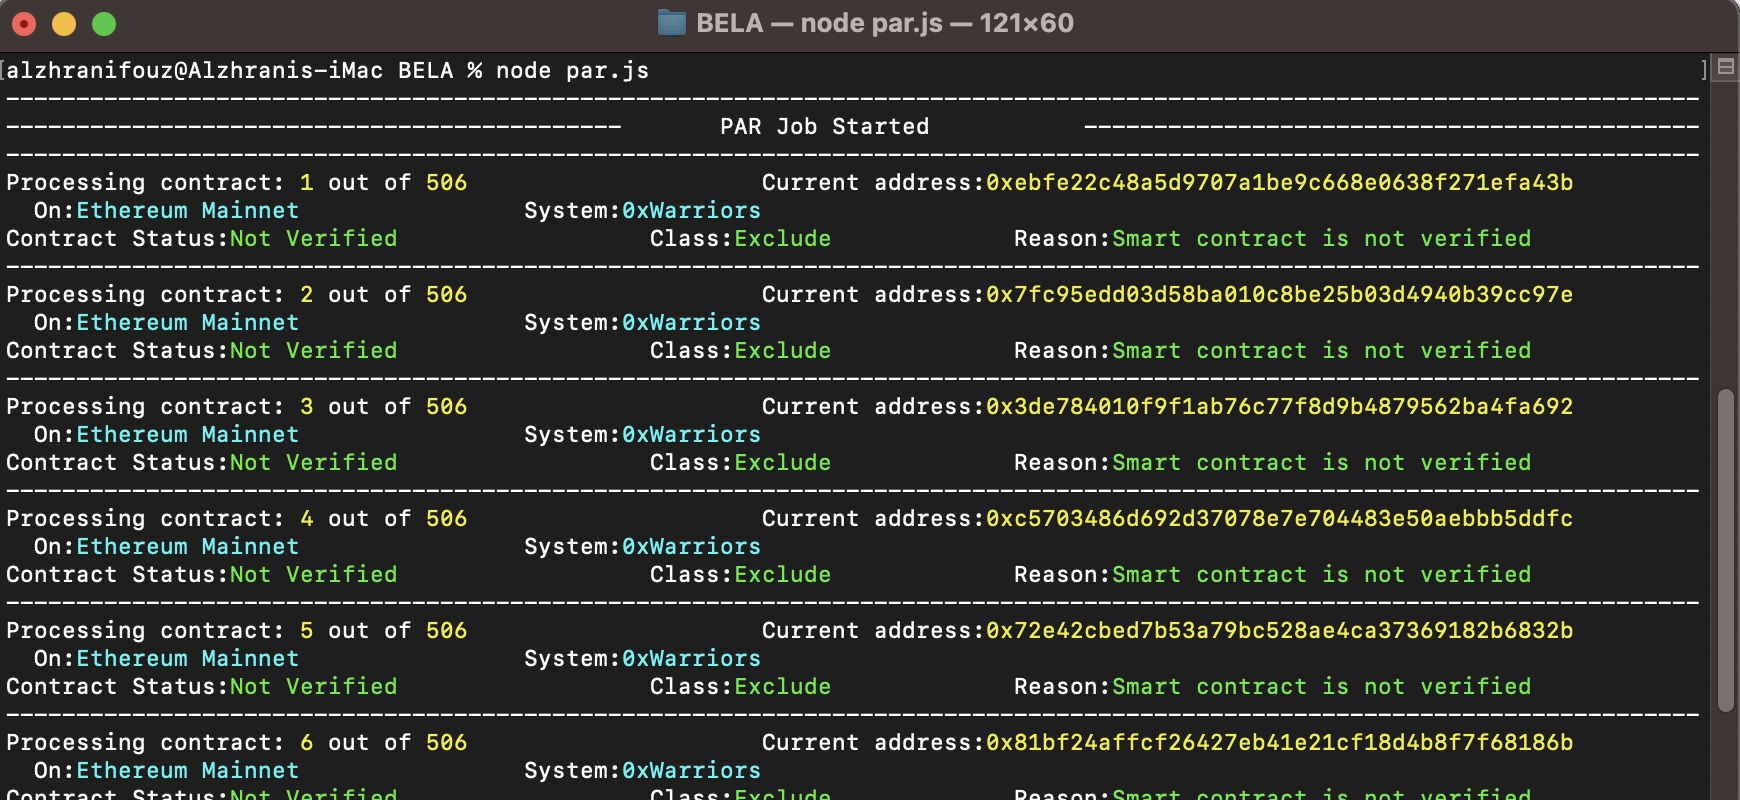 BELA — node par.js — 121×60
[alzhranifouz@Alzhranis-iMac BELA % node par.js ]
PAR Job Started
Processing contract: 1 out of 506 Current address:0xebfe22c48a5d9707a1be9c668e0638f271efa43b
On:Ethereum Mainnet System:0xWarriors
Contract Status:Not Verified Class:Exclude Reason:Smart contract is not verified
Processing contract: 2 out of 506 Current address:0x7fc95edd03d58ba010c8be25b03d4940b39cc97e
On:Ethereum Mainnet System:0xWarriors
Contract Status:Not Verified Class:Exclude Reason:Smart contract is not verified
Processing contract: 3 out of 506 Current address:0x3de784010f9f1ab76c77f8d9b4879562ba4fa692
On:Ethereum Mainnet System:0xWarriors
Contract Status:Not Verified Class:Exclude Reason:Smart contract is not verified
Processing contract: 4 out of 506 Current address:0xc5703486d692d37078e7e704483e50aebbb5ddfc
On:Ethereum Mainnet System:0xWarriors
Contract Status:Not Verified Class:Exclude Reason:Smart contract is not verified
Processing contract: 5 out of 506 Current address:0x72e42cbed7b53a79bc528ae4ca37369182b6832b
On:Ethereum Mainnet System:0xWarriors
Contract Status:Not Verified Class:Exclude Reason:Smart contract is not verified
Processing contract: 6 out of 506 Current address:0x81bf24affcf26427eb41e21cf18d4b8f7f68186b
On:Ethereum Mainnet System:0xWarriors
Contract Status:Not Verified Class:Exclude Reason:Smart contract is not verified